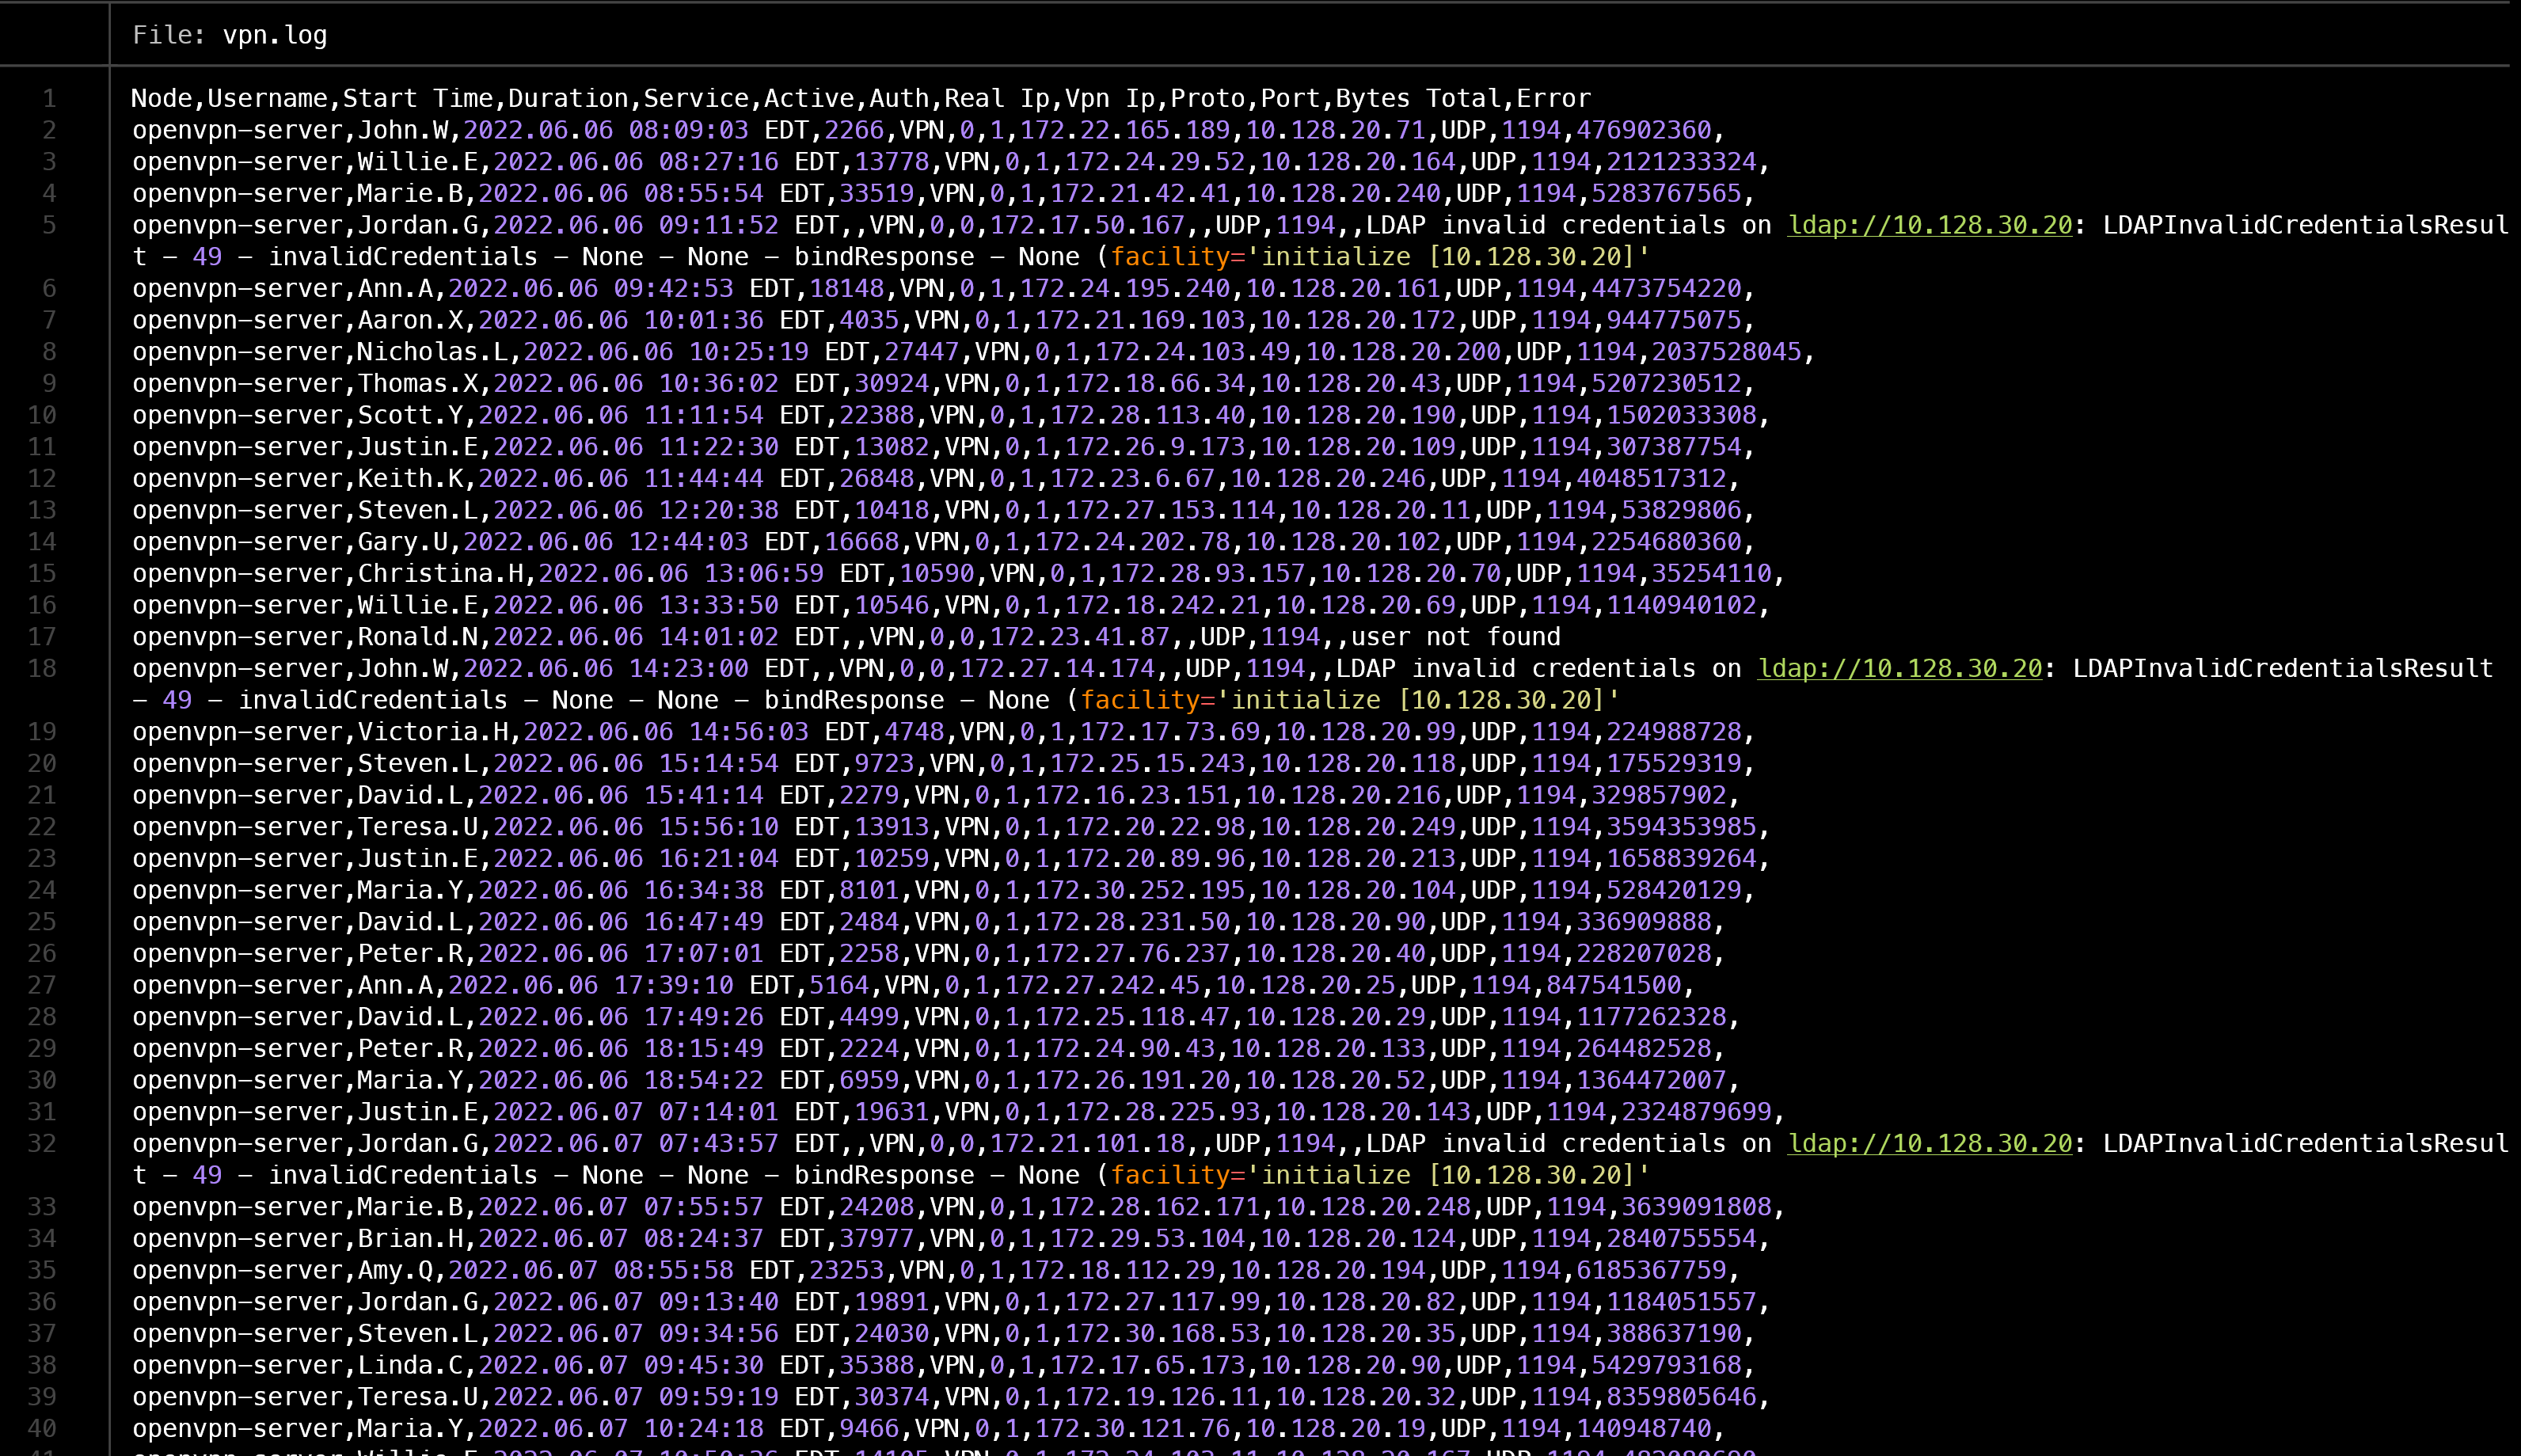 File: vpn.log
1 Node,Username,Start Time,Duration,Service,Active,Auth,Real Ip,Vpn Ip,Proto,Port,Bytes Total,Error
2 openvpn-server,John.W,2022.06.06 08:09:03 EDT,2266,VPN,0,1,172.22.165.189,10.128.20.71,UDP,1194,476902360,
3 openvpn-server,Willie.E,2022.06.06 08:27:16 EDT,13778,VPN,0,1,172.24.29.52,10.128.20.164,UDP,1194,2121233324,
4 openvpn-server,Marie.B,2022.06.06 08:55:54 EDT,33519,VPN,0,1,172.21.42.41,10.128.20.240,UDP,1194,5283767565,
5 openvpn-server,Jordan.G,2022.06.06 09:11:52 EDT,,VPN,0,0,172.17.50.167,,UDP,1194,,LDAP invalid credentials on ldap://10.128.30.20: LDAPInvalidCredentialsResul
t - 49 - invalidCredentials - None - None - bindResponse - None (facility='initialize [10.128.30.20]'
6 openvpn-server,Ann.A,2022.06.06 09:42:53 EDT,18148,VPN,0,1,172.24.195.240,10.128.20.161,UDP,1194,4473754220,
7 openvpn-server,Aaron.X,2022.06.06 10:01:36 EDT,4035,VPN,0,1,172.21.169.103,10.128.20.172,UDP,1194,944775075,
8 openvpn-server,Nicholas.L,2022.06.06 10:25:19 EDT,27447,VPN,0,1,172.24.103.49,10.128.20.200,UDP,1194,2037528045,
9 openvpn-server,Thomas.X,2022.06.06 10:36:02 EDT,30924,VPN,0,1,172.18.66.34,10.128.20.43,UDP,1194,5207230512,
10 openvpn-server,Scott.Y,2022.06.06 11:11:54 EDT,22388,VPN,0,1,172.28.113.40,10.128.20.190,UDP,1194,1502033308,
11 openvpn-server,Justin.E,2022.06.06 11:22:30 EDT,13082,VPN,0,1,172.26.9.173,10.128.20.109,UDP,1194,307387754,
12 openvpn-server,Keith.K,2022.06.06 11:44:44 EDT,26848,VPN,0,1,172.23.6.67,10.128.20.246,UDP,1194,4048517312,
13 openvpn-server,Steven.L,2022.06.06 12:20:38 EDT,10418,VPN,0,1,172.27.153.114,10.128.20.11,UDP,1194,53829806,
14 openvpn-server,Gary.U,2022.06.06 12:44:03 EDT,16668,VPN,0,1,172.24.202.78,10.128.20.102,UDP,1194,2254680360,
15 openvpn-server,Christina.H,2022.06.06 13:06:59 EDT,10590,VPN,0,1,172.28.93.157,10.128.20.70,UDP,1194,35254110,
16 openvpn-server,Willie.E,2022.06.06 13:33:50 EDT,10546,VPN,0,1,172.18.242.21,10.128.20.69,UDP,1194,1140940102,
17 openvpn-server,Ronald.N,2022.06.06 14:01:02 EDT,,VPN,0,0,172.23.41.87,,UDP,1194,,user not found
18 openvpn-server,John.W,2022.06.06 14:23:00 EDT,,VPN,0,0,172.27.14.174,,UDP,1194,,LDAP invalid credentials on ldap://10.128.30.20: LDAPInvalidCredentialsResult
- 49 - invalidCredentials - None - None - bindResponse - None (facility='initialize [10.128.30.20]'
19 openvpn-server,Victoria.H,2022.06.06 14:56:03 EDT,4748,VPN,0,1,172.17.73.69,10.128.20.99,UDP,1194,224988728,
20 openvpn-server,Steven.L,2022.06.06 15:14:54 EDT,9723,VPN,0,1,172.25.15.243,10.128.20.118,UDP,1194,175529319,
21 openvpn-server,David.L,2022.06.06 15:41:14 EDT,2279,VPN,0,1,172.16.23.151,10.128.20.216,UDP,1194,329857902,
22 openvpn-server,Teresa.U,2022.06.06 15:56:10 EDT,13913,VPN,0,1,172.20.22.98,10.128.20.249,UDP,1194,3594353985,
23 openvpn-server,Justin.E,2022.06.06 16:21:04 EDT,10259,VPN,0,1,172.20.89.96,10.128.20.213,UDP,1194,1658839264,
24 openvpn-server,Maria.Y,2022.06.06 16:34:38 EDT,8101,VPN,0,1,172.30.252.195,10.128.20.104,UDP,1194,528420129,
25 openvpn-server,David.L,2022.06.06 16:47:49 EDT,2484,VPN,0,1,172.28.231.50,10.128.20.90,UDP,1194,336909888,
26 openvpn-server,Peter.R,2022.06.06 17:07:01 EDT,2258,VPN,0,1,172.27.76.237,10.128.20.40,UDP,1194,228207028,
27 openvpn-server,Ann.A,2022.06.06 17:39:10 EDT,5164,VPN,0,1,172.27.242.45,10.128.20.25,UDP,1194,847541500,
28 openvpn-server,David.L,2022.06.06 17:49:26 EDT,4499,VPN,0,1,172.25.118.47,10.128.20.29,UDP,1194,1177262328,
29 openvpn-server,Peter.R,2022.06.06 18:15:49 EDT,2224,VPN,0,1,172.24.90.43,10.128.20.133,UDP,1194,264482528,
30 openvpn-server,Maria.Y,2022.06.06 18:54:22 EDT,6959,VPN,0,1,172.26.191.20,10.128.20.52,UDP,1194,1364472007,
31 openvpn-server,Justin.E,2022.06.07 07:14:01 EDT,19631,VPN,0,1,172.28.225.93,10.128.20.143,UDP,1194,2324879699,
32 openvpn-server,Jordan.G,2022.06.07 07:43:57 EDT,,VPN,0,0,172.21.101.18,,UDP,1194,,LDAP invalid credentials on ldap://10.128.30.20: LDAPInvalidCredentialsResul
t - 49 - invalidCredentials - None - None - bindResponse - None (facility='initialize [10.128.30.20]'
33 openvpn-server,Marie.B,2022.06.07 07:55:57 EDT,24208,VPN,0,1,172.28.162.171,10.128.20.248,UDP,1194,3639091808,
34 openvpn-server,Brian.H,2022.06.07 08:24:37 EDT,37977,VPN,0,1,172.29.53.104,10.128.20.124,UDP,1194,2840755554,
35 openvpn-server,Amy.Q,2022.06.07 08:55:58 EDT,23253,VPN,0,1,172.18.112.29,10.128.20.194,UDP,1194,6185367759,
36 openvpn-server,Jordan.G,2022.06.07 09:13:40 EDT,19891,VPN,0,1,172.27.117.99,10.128.20.82,UDP,1194,1184051557,
37 openvpn-server,Steven.L,2022.06.07 09:34:56 EDT,24030,VPN,0,1,172.30.168.53,10.128.20.35,UDP,1194,388637190,
38 openvpn-server,Linda.C,2022.06.07 09:45:30 EDT,35388,VPN,0,1,172.17.65.173,10.128.20.90,UDP,1194,5429793168,
39 openvpn-server,Teresa.U,2022.06.07 09:59:19 EDT,30374,VPN,0,1,172.19.126.11,10.128.20.32,UDP,1194,8359805646,
40 openvpn-server,Maria.Y,2022.06.07 10:24:18 EDT,9466,VPN,0,1,172.30.121.76,10.128.20.19,UDP,1194,140948740,